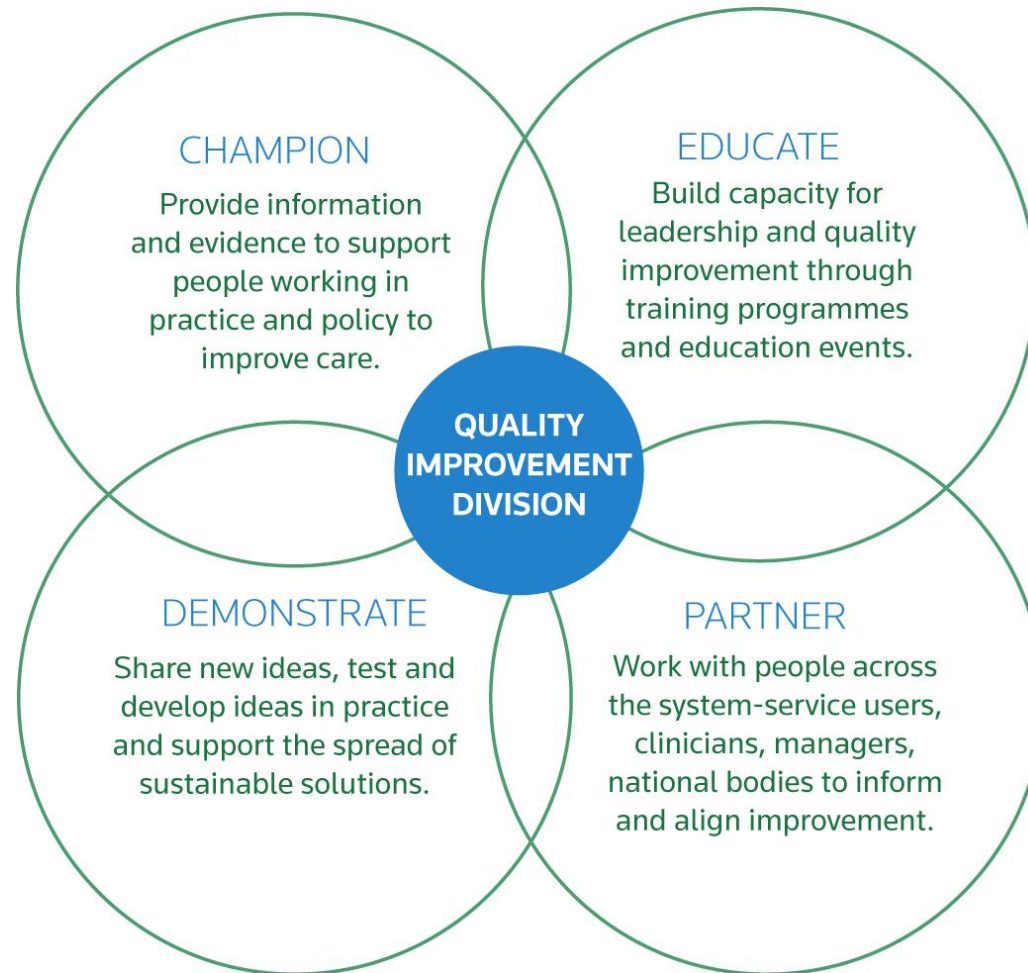 CHAMPION
Provide information
and evidence to support
people working in
practice and policy to
improve care.
EDUCATE
Build capacity for
leadership and quality
improvement through
training programmes
and education events.
QUALITY
IMPROVEMENT
DIVISION
DEMONSTRATE
Share new ideas, test and
develop ideas in practice
and support the spread of
sustainable solutions.
PARTNER
Work with people across
the system-service users,
clinicians, managers,
national bodies to inform
and align improvement.